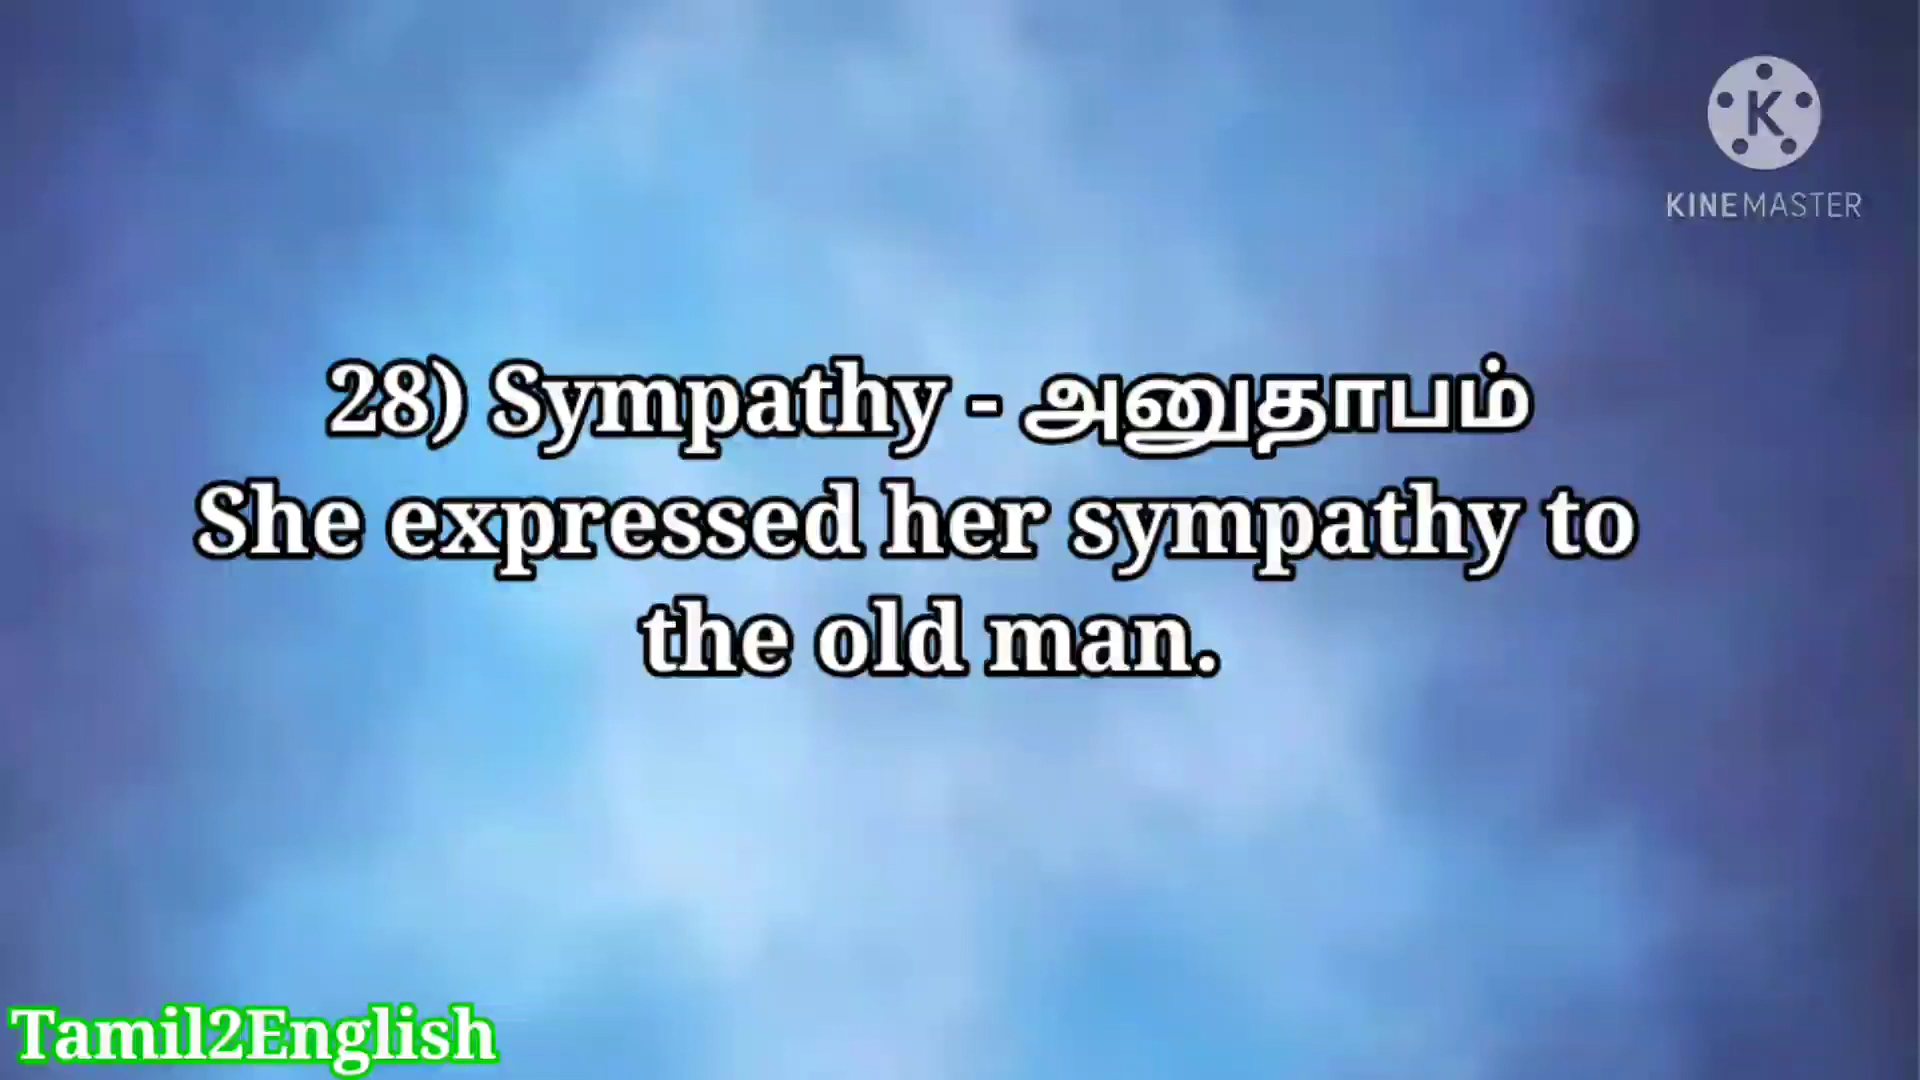 KINEMASTER
28) Sympathy - அனுதாபம்
She expressed her sympathy to
the old man.
Tamil2English